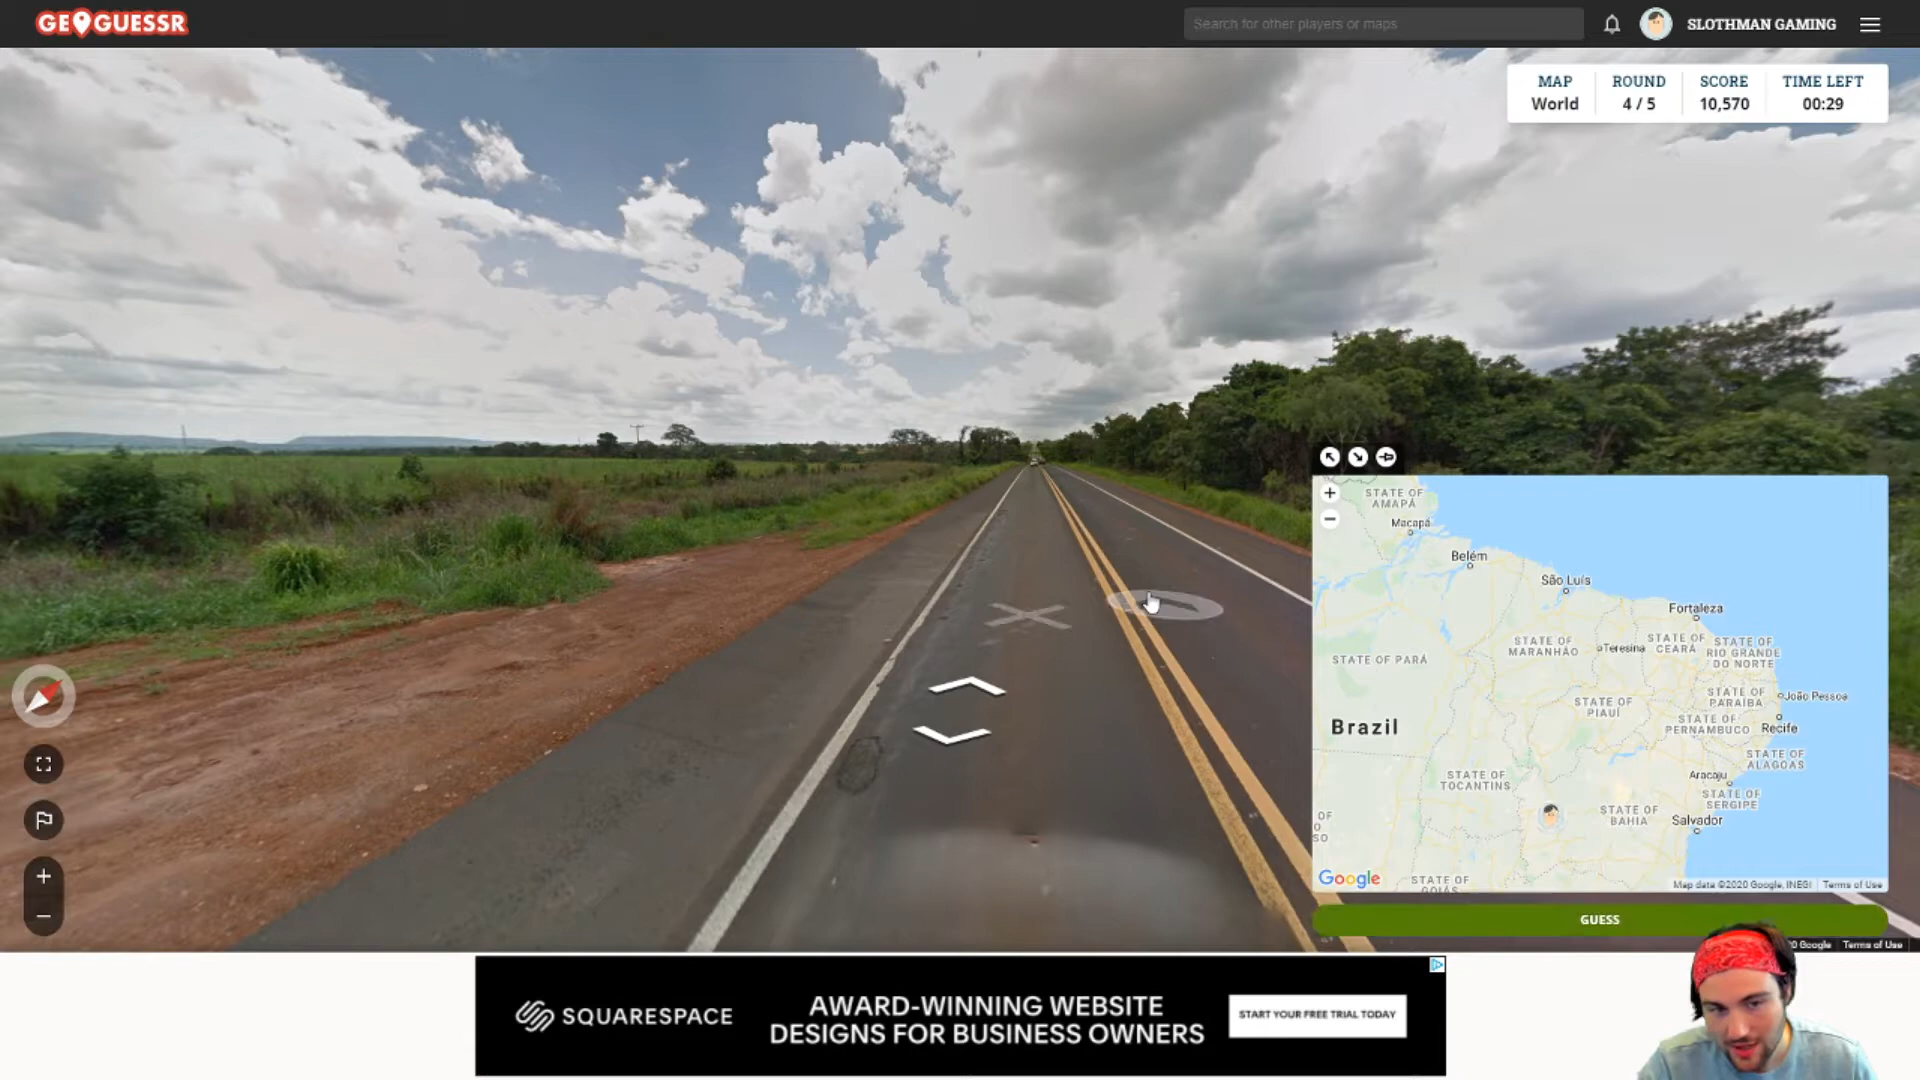 GEOGUESSR
Search for other players or maps
SLOTHMAN GAMING
MAP
World
ROUND
4 / 5
SCORE
10,570
TIME LEFT
00:29
STATE OF
AMAPÁ
Macapá
Belém
São Luís
Fortaleza
STATE OF
MARANHÃO
Teresina
STATE OF
CEARÁ
STATE OF
RIO GRANDE
DO NORTE
STATE OF PARÁ
STATE OF
PARAÍBA
João Pessoa
STATE OF
PIAUÍ
STATE OF
PERNAMBUCO
Recife
Brazil
STATE OF
ALAGOAS
STATE OF
TOCANTINS
Aracaju
STATE OF
SERGIPE
STATE OF
BAHIA
Salvador
STATE OF
GOIÁS
Google
Map data ©2020 Google, INEGI
Terms of Use
GUESS
Google
Terms of Use
SQUARESPACE
AWARD-WINNING WEBSITE
DESIGNS FOR BUSINESS OWNERS
START YOUR FREE TRIAL TODAY